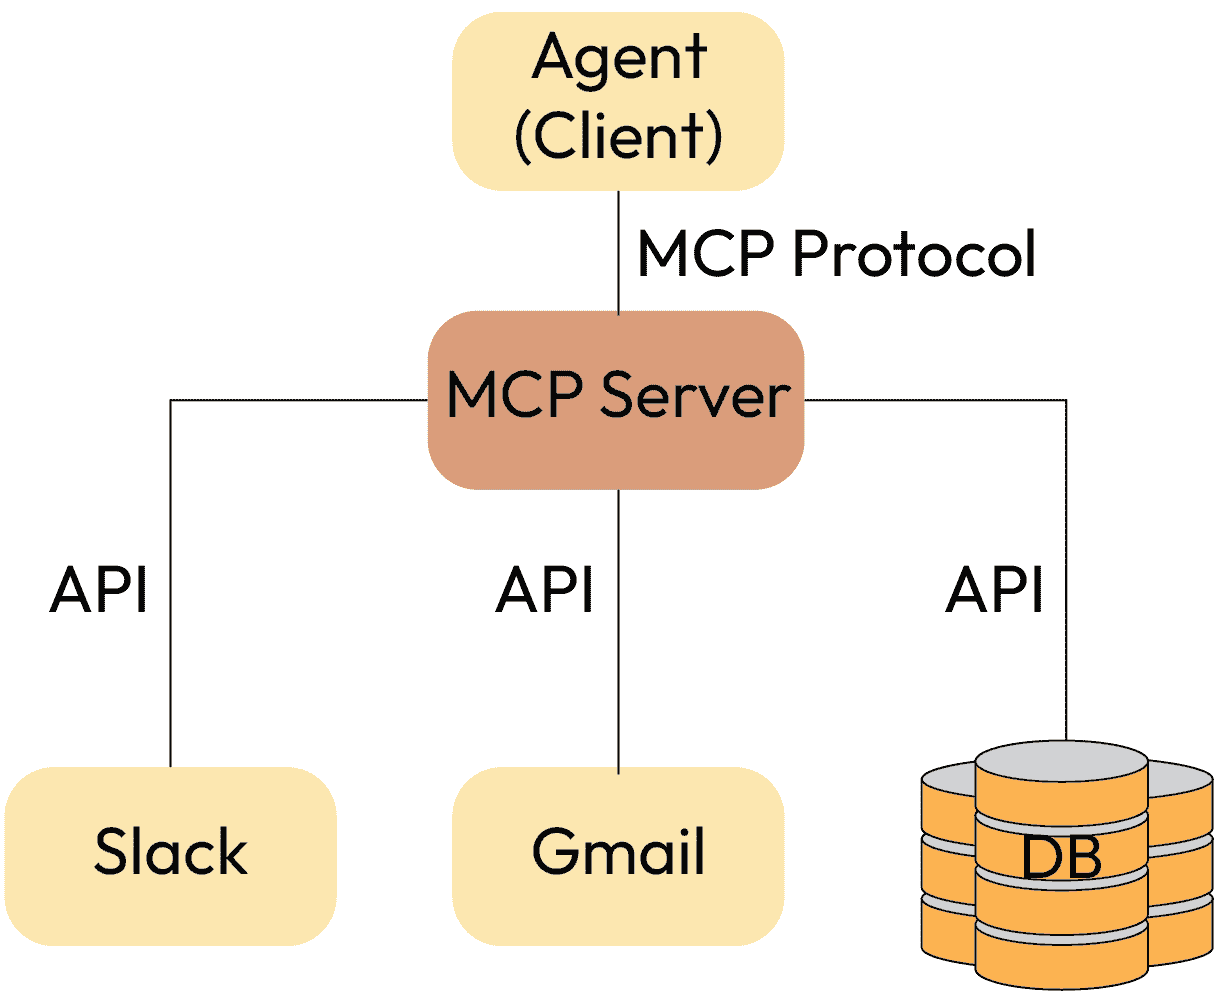 Agent
(Client)
MCP Protocol
MCP Server
API
API
API
Slack
Gmail
DB